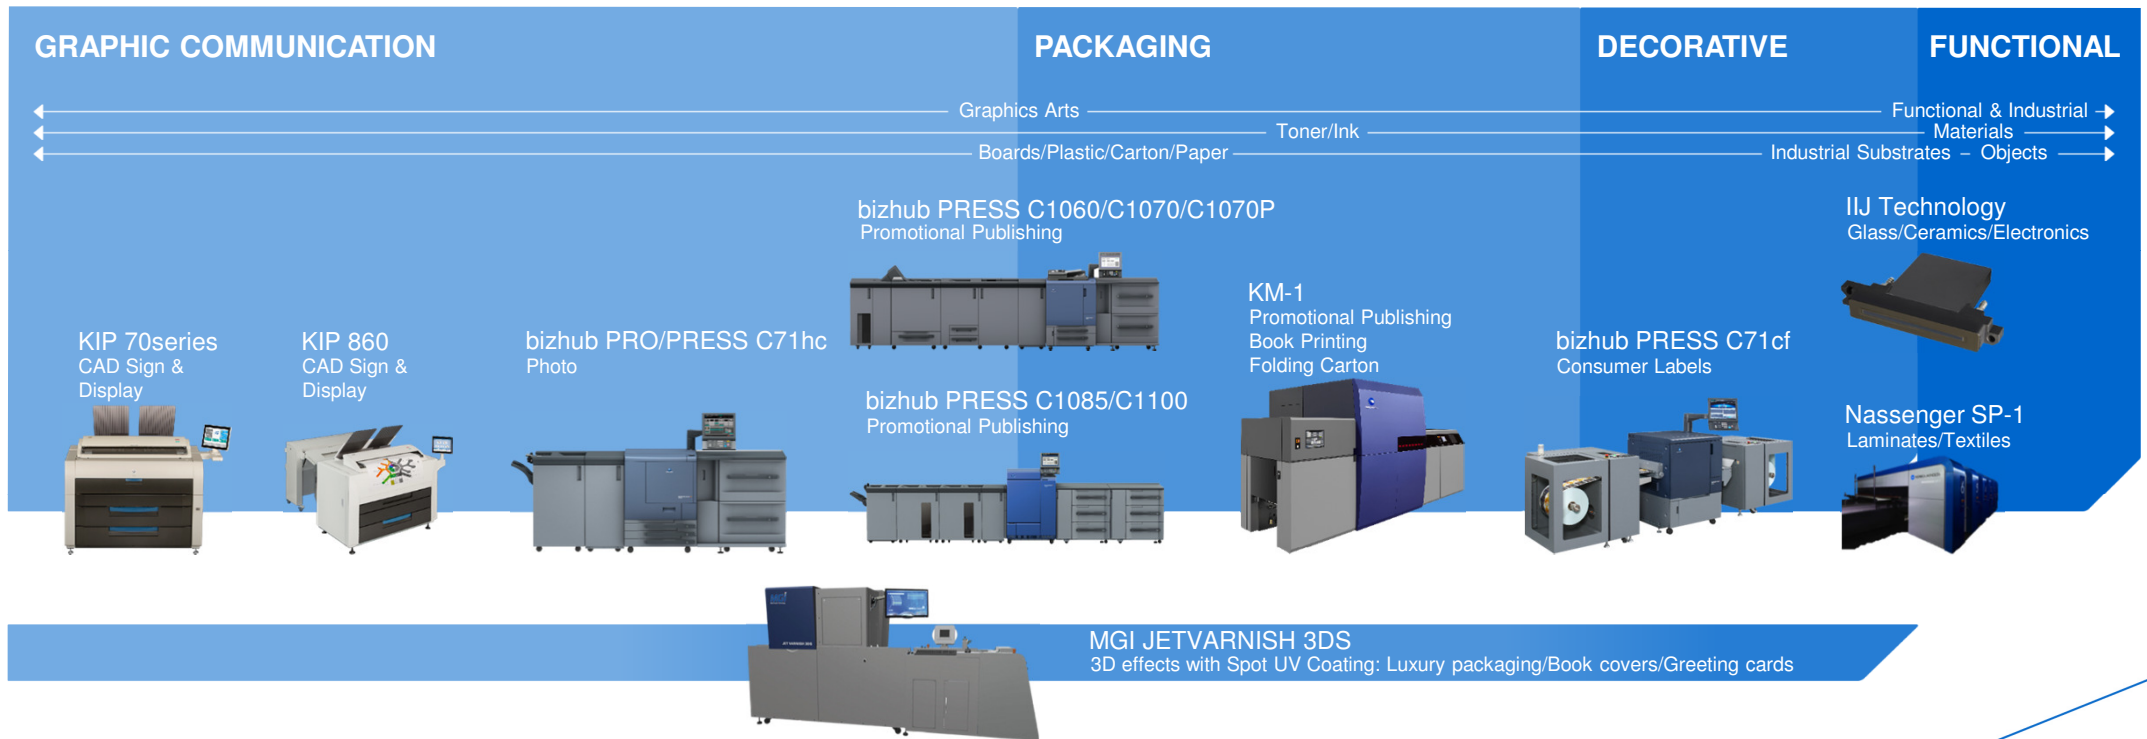 GRAPHIC COMMUNICATION
PACKAGING
DECORATIVE
FUNCTIONAL
Graphics Arts
Functional & Industrial
Toner/Ink
Materials
Boards/Plastic/Carton/Paper
Industrial Substrates – Objects
bizhub PRESS C1060/C1070/C1070P
Promotional Publishing
IIJ Technology
Glass/Ceramics/Electronics
KM-1
Promotional Publishing
Book Printing
Folding Carton
KIP 70series
CAD Sign &
Display
KIP 860
CAD Sign &
Display
bizhub PRO/PRESS C71hc
Photo
bizhub PRESS C71cf
Consumer Labels
bizhub PRESS C1085/C1100
Promotional Publishing
Nassenger SP-1
Laminates/Textiles
MGI
JET VARNISH 3DS
MGI JETVARNISH 3DS
3D effects with Spot UV Coating: Luxury packaging/Book covers/Greeting cards